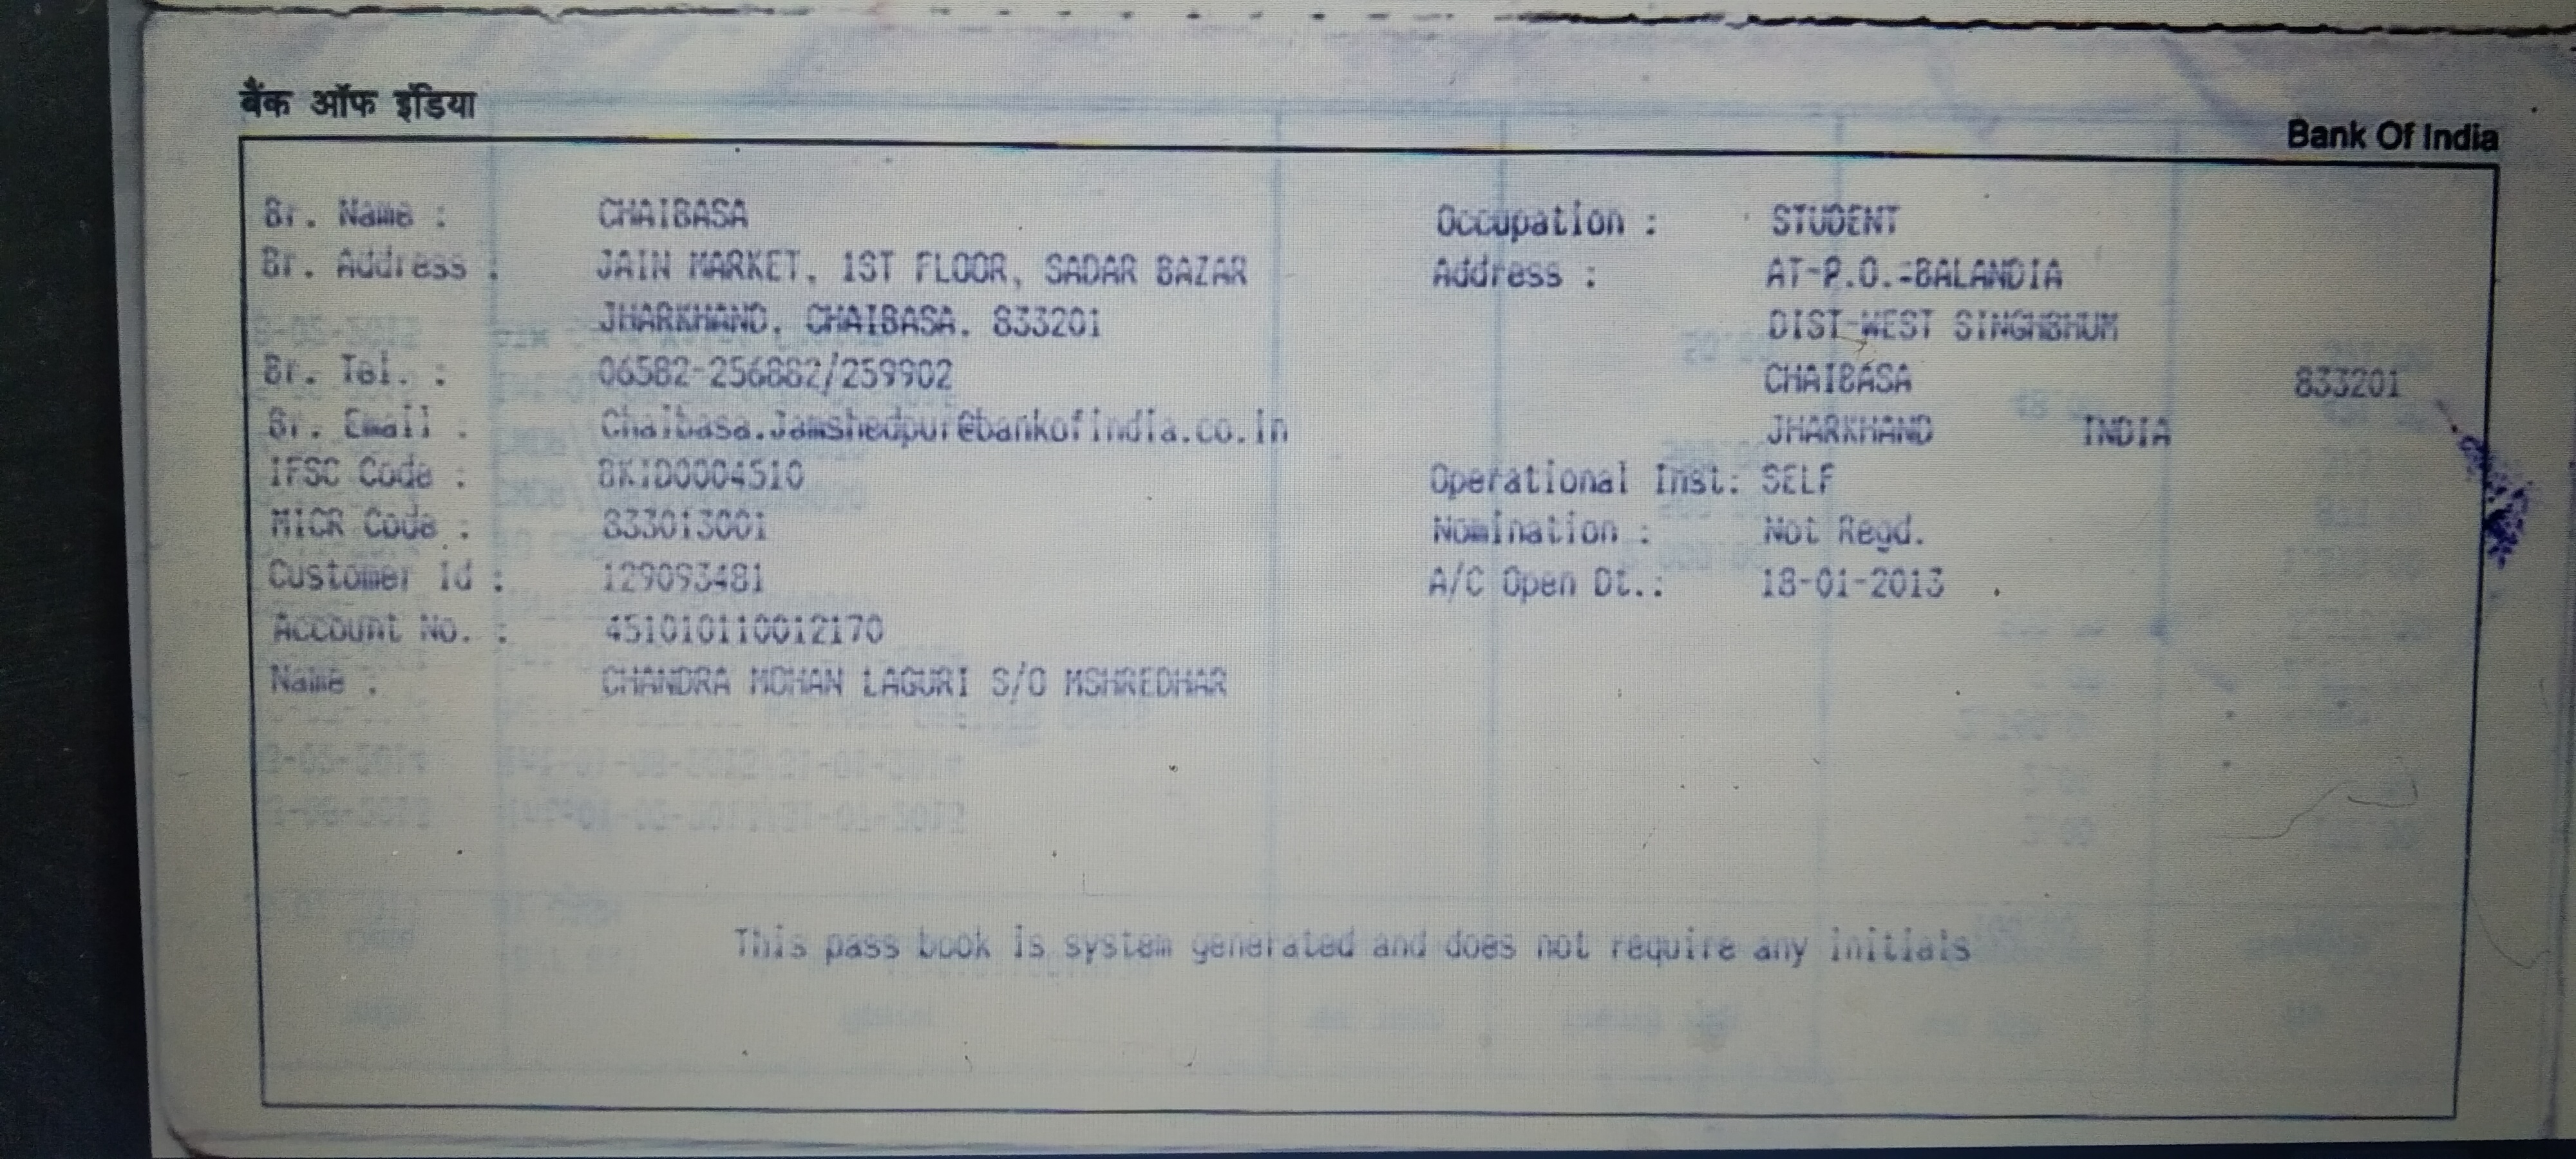 बैंक ऑफ इंडिया
Bank Of India
Br. Name : CHAIBASA
Br. Address : JAIN MARKET, 1ST FLOOR, SADAR BAZAR
JHARKHAND, CHAIBASA, 833201
Br. Tel. : 06582-256882/259902
Br. Email : Chaibasa.Jamshedpur@bankofindia.co.in
IFSC Code : BKID0004510
MICR Code : 833013001
Customer Id : 129093481
Account No. : 451010110012170
Name : CHANDRA MOHAN LAGURI S/O MSHREDHAR
Occupation : STUDENT
Address : AT-P.O.-BALANDIA
DIST-WEST SINGHBHUM
CHAIBASA 833201
JHARKHAND INDIA
Operational Inst: SELF
Nomination : Not Regd.
A/C Open Dt.: 18-01-2013
This pass book is system generated and does not require any initials